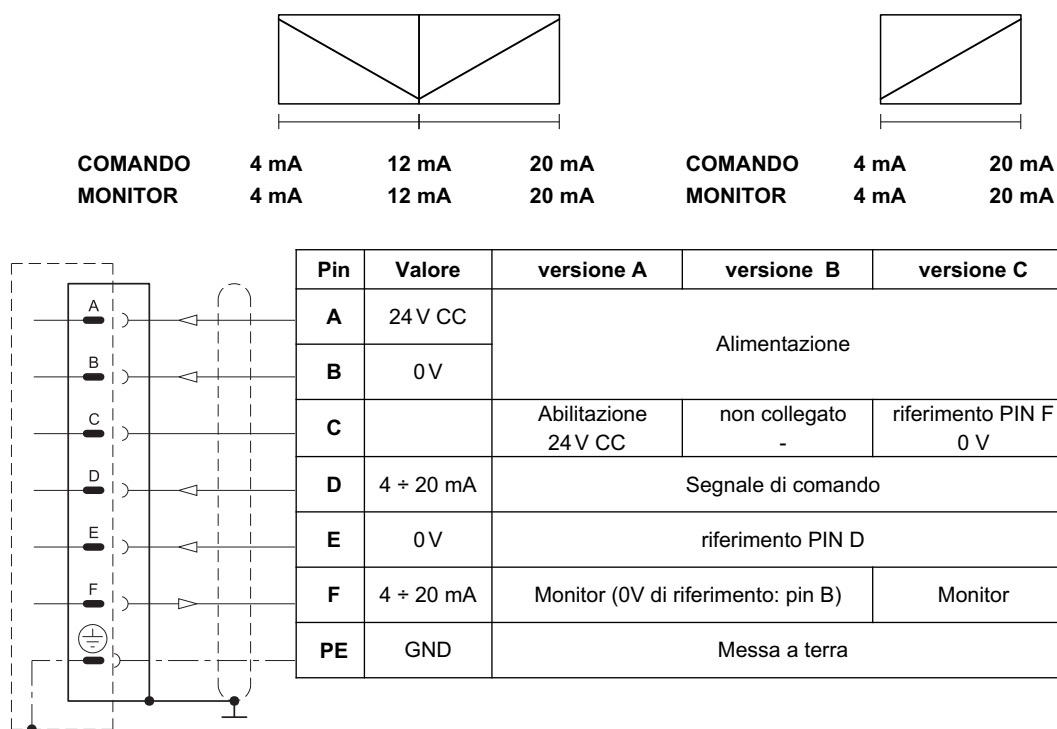 COMANDO 4 mA 12 mA 20 mA COMANDO 4 mA 20 mA
MONITOR 4 mA 12 mA 20 mA MONITOR 4 mA 20 mA
Pin Valore versione A versione B versione C
A A 24 V CC
Alimentazione
B B 0 V
C C Abilitazione 24 V CC non collegato - riferimento PIN F 0 V
D D 4 ÷ 20 mA Segnale di comando
E E 0 V riferimento PIN D
F F 4 ÷ 20 mA Monitor (0V di riferimento: pin B) Monitor
PE GND Messa a terra